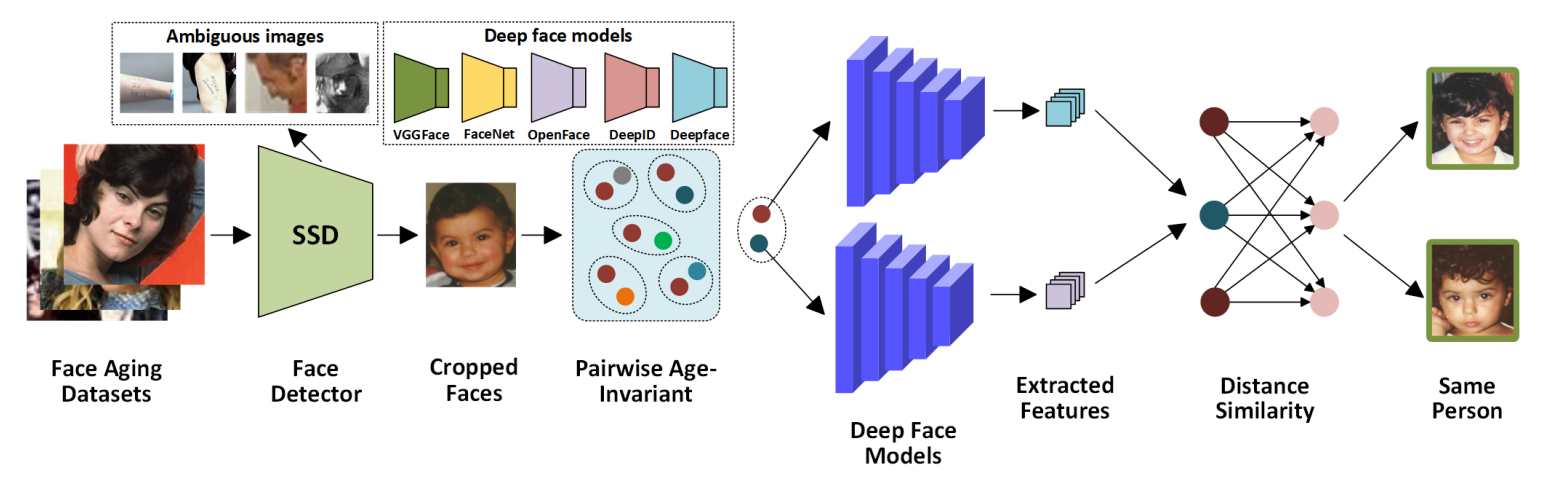 Ambiguous images
Deep face models
VGGFace
FaceNet
OpenFace
DeepID
Deepface
SSD
Face Aging
Datasets
Face
Detector
Cropped
Faces
Pairwise Age-
Invariant
Deep Face
Models
Extracted
Features
Distance
Similarity
Same
Person